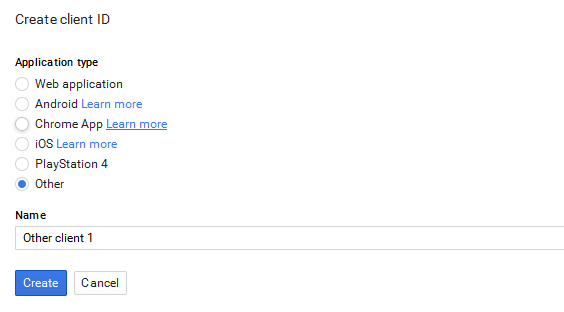 Create client ID
Application type
Web application
Android Learn more
Chrome App Learn more
iOS Learn more
PlayStation 4
Other
Name
Other client 1
Create Cancel